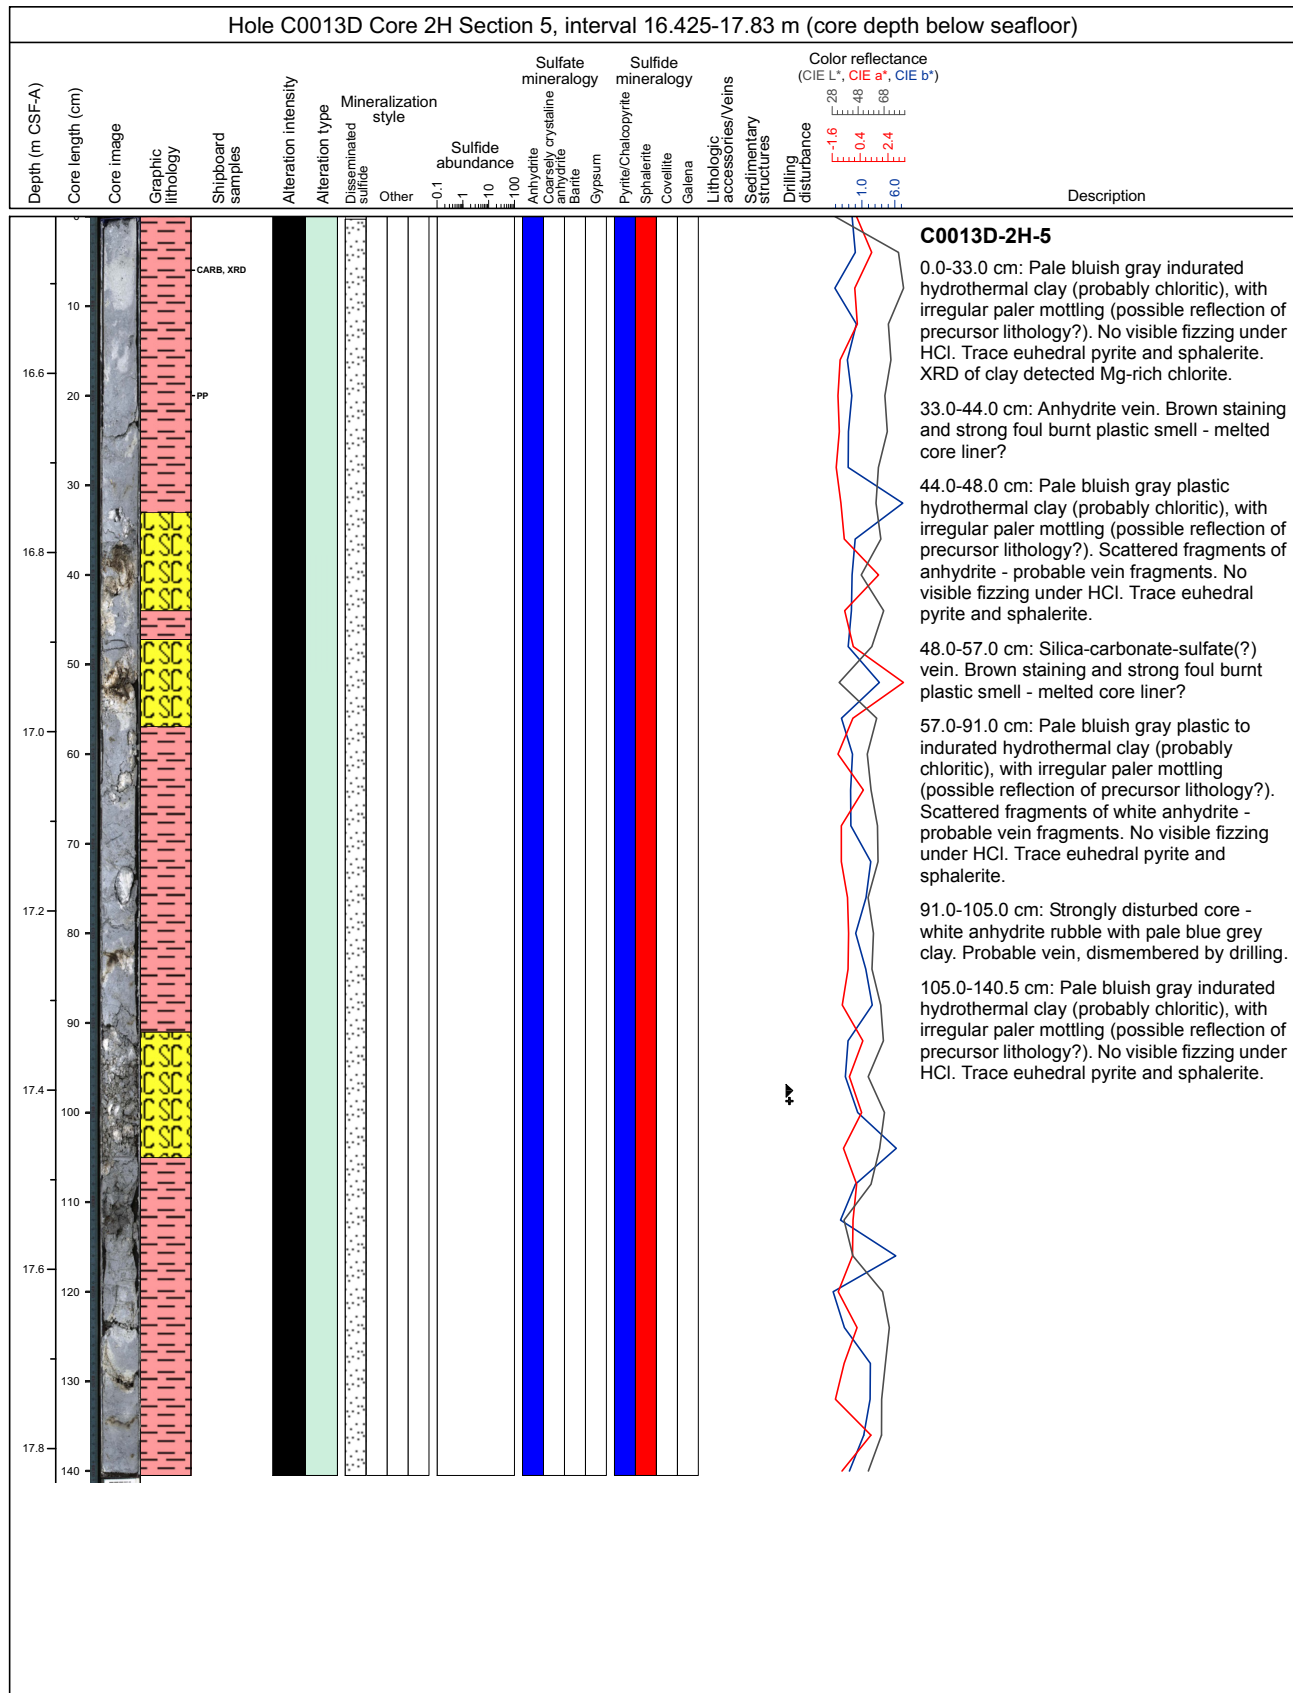 Hole C0013D Core 2H Section 5, interval 16.425-17.83 m (core depth below seafloor)
Depth (m CSF-A)
Core length (cm)
Core image
Graphic
lithology
Shipboard
samples
Alteration intensity
Alteration type
Mineralization
style
Disseminated
sulfide
Other
Sulfide
abundance
0.1
1
10
100
Sulfate
mineralogy
Anhydrite
Coarsely crystaline
anhydrite
Barite
Gypsum
Sulfide
mineralogy
Pyrite/Chalcopyrite
Sphalerite
Covellite
Galena
Lithologic
accessories/Veins
Sedimentary
structures
Drilling
disturbance
Color reflectance
(CIE L*, CIE a*, CIE b*)
28
48
68
-1.6
0.4
2.4
1.0
6.0
Description
0
10
20
30
40
50
60
70
80
90
100
110
120
130
140
16.6
16.8
17.0
17.2
17.4
17.6
17.8
CARB, XRD
PP
CSC
CSC
CSC
CSC
CSC
CSC
CSC
CSC
CSC
CSC
CSC
CSC
C0013D-2H-5
0.0-33.0 cm: Pale bluish gray indurated
hydrothermal clay (probably chloritic), with
irregular paler mottling (possible reflection of
precursor lithology?). No visible fizzing under
HCl. Trace euhedral pyrite and sphalerite.
XRD of clay detected Mg-rich chlorite.
33.0-44.0 cm: Anhydrite vein. Brown staining
and strong foul burnt plastic smell - melted
core liner?
44.0-48.0 cm: Pale bluish gray plastic
hydrothermal clay (probably chloritic), with
irregular paler mottling (possible reflection of
precursor lithology?). Scattered fragments of
anhydrite - probable vein fragments. No
visible fizzing under HCl. Trace euhedral
pyrite and sphalerite.
48.0-57.0 cm: Silica-carbonate-sulfate(?)
vein. Brown staining and strong foul burnt
plastic smell - melted core liner?
57.0-91.0 cm: Pale bluish gray plastic to
indurated hydrothermal clay (probably
chloritic), with irregular paler mottling
(possible reflection of precursor lithology?).
Scattered fragments of white anhydrite -
probable vein fragments. No visible fizzing
under HCl. Trace euhedral pyrite and
sphalerite.
91.0-105.0 cm: Strongly disturbed core -
white anhydrite rubble with pale blue grey
clay. Probable vein, dismembered by drilling.
105.0-140.5 cm: Pale bluish gray indurated
hydrothermal clay (probably chloritic), with
irregular paler mottling (possible reflection of
precursor lithology?). No visible fizzing under
HCl. Trace euhedral pyrite and sphalerite.